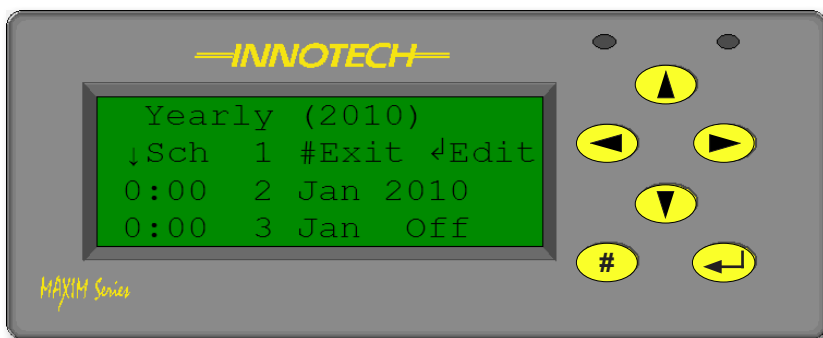 INNOTECH
Yearly (2010)
↓Sch 1 #Exit ↲Edit
0:00 2 Jan 2010
0:00 3 Jan Off
#
MAXIM Series